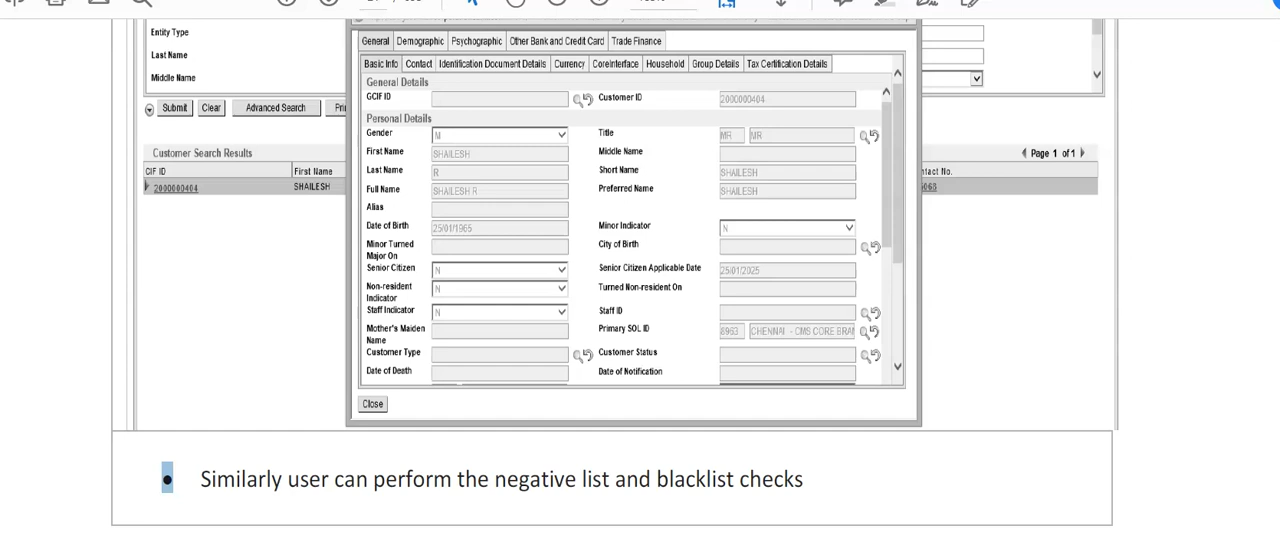 Entity Type
Last Name
Middle Name
Submit Clear Advanced Search
Customer Search Results
Page 1 of 1
CIF ID First Name
2000000404 SHAILESH
General Demographic Psychographic Other Bank and Credit Card Trade Finance
Basic Info Contact Identification Document Details Currency CoreInterface Household Group Details Tax Certification Details
General Details
GCIF ID Customer ID 2000000404
Personal Details
Gender M Title MR MR
First Name SHAILESH Middle Name
Last Name R Short Name SHAILESH
Full Name SHAILESH R Preferred Name SHAILESH
Alias
Date of Birth 25/01/1965 Minor Indicator N
Minor Turned Major On City of Birth
Senior Citizen N Senior Citizen Applicable Date 25/01/2025
Non-resident Indicator N Turned Non-resident On
Staff Indicator N Staff ID
Mother's Maiden Name Primary SOL ID 8963 CHENNAI - CMS CORE BRAN
Customer Type Customer Status
Date of Death Date of Notification
Close
• Similarly user can perform the negative list and blacklist checks